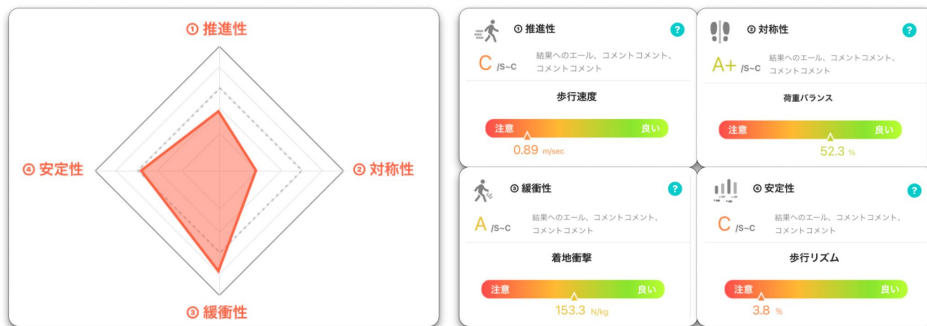 ① 推進性
④ 安定性
② 対称性
③ 緩衝性
① 推進性
?
C /S~C
結果へのエール、コメントコメント、
コメントコメント
歩行速度
注意 良い
0.89 m/sec
② 対称性
?
A+ /S~C
結果へのエール、コメントコメント、
コメントコメント
荷重バランス
注意 良い
52.3 %
③ 緩衝性
?
A /S~C
結果へのエール、コメントコメント、
コメントコメント
着地衝撃
注意 良い
153.3 N/kg
④ 安定性
?
C /S~C
結果へのエール、コメントコメント、
コメントコメント
歩行リズム
注意 良い
3.8 %